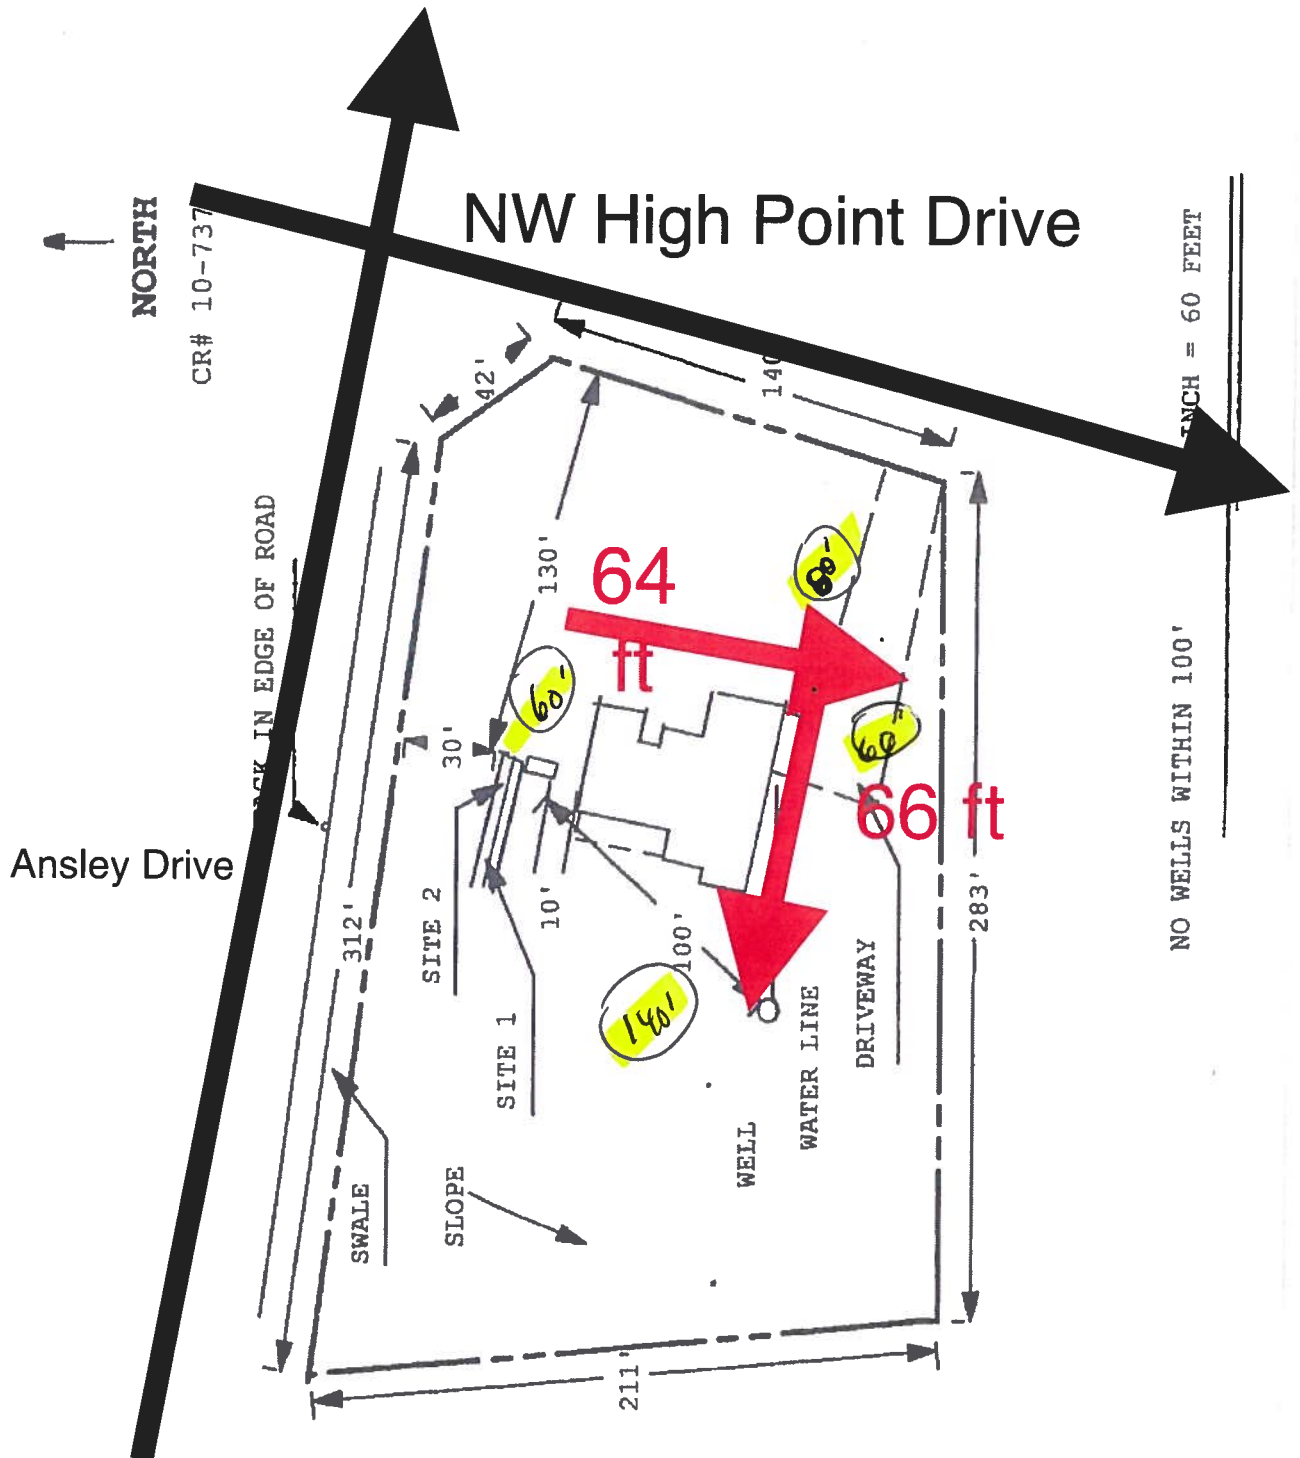 NW High Point Drive
NORTH
CR# 10-737
INCH = 60 FEET
42'
140
IN EDGE OF ROAD
130'
64
ft
80'
60'
60'
30'
66 ft
NO WELLS WITHIN 100'
Ansley Drive
312'
SITE 2
10'
100'
283'
140'
DRIVEWAY
WATER LINE
SITE 1
WELL
SWALE
SLOPE
211'